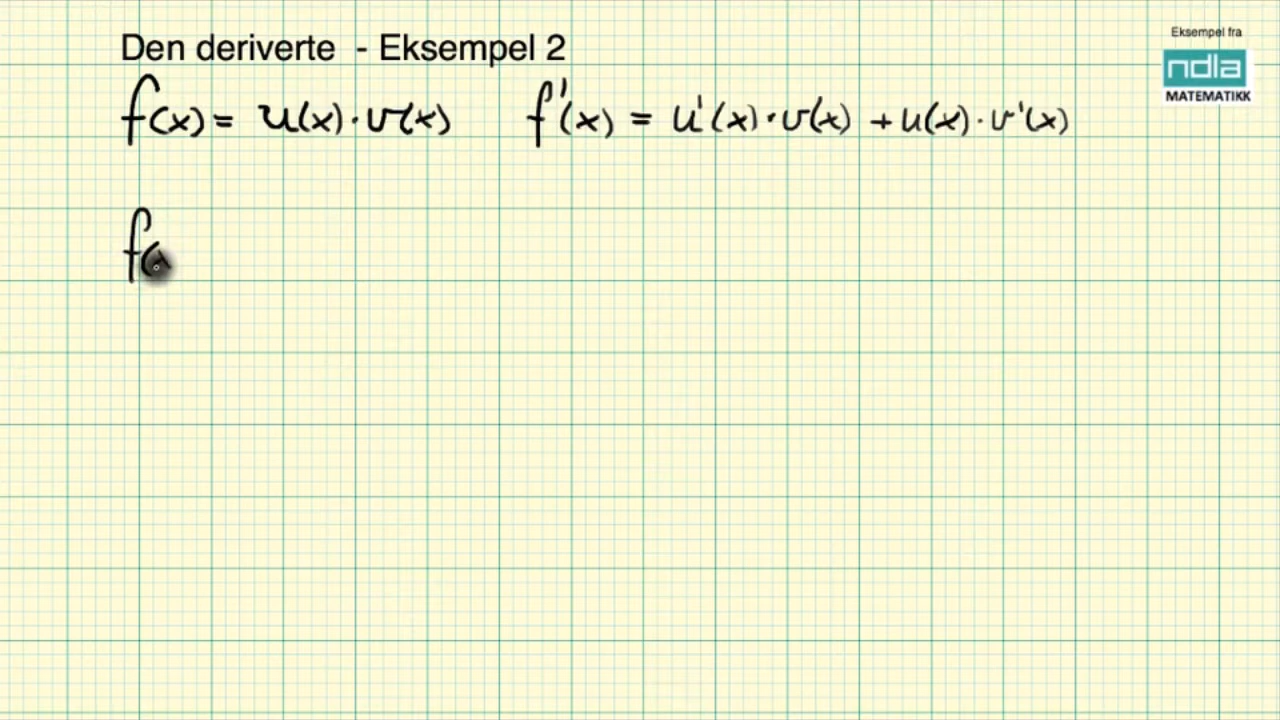 Den deriverte - Eksempel 2
Eksempel fra
ndla
MATEMATIKK
f(x) = u(x) · v(x) f'(x) = u'(x) · v(x) + u(x) · v'(x)
f(